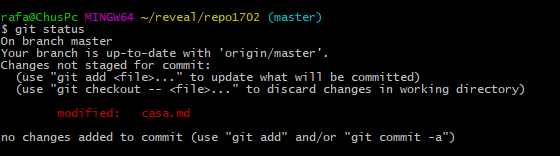 rafa@ChusPc MINGW64 ~/reveal/repo1702 (master)
$ git status
On branch master
Your branch is up-to-date with 'origin/master'.
Changes not staged for commit:
  (use "git add <file>..." to update what will be committed)
  (use "git checkout -- <file>..." to discard changes in working directory)
        modified:   casa.md
no changes added to commit (use "git add" and/or "git commit -a")